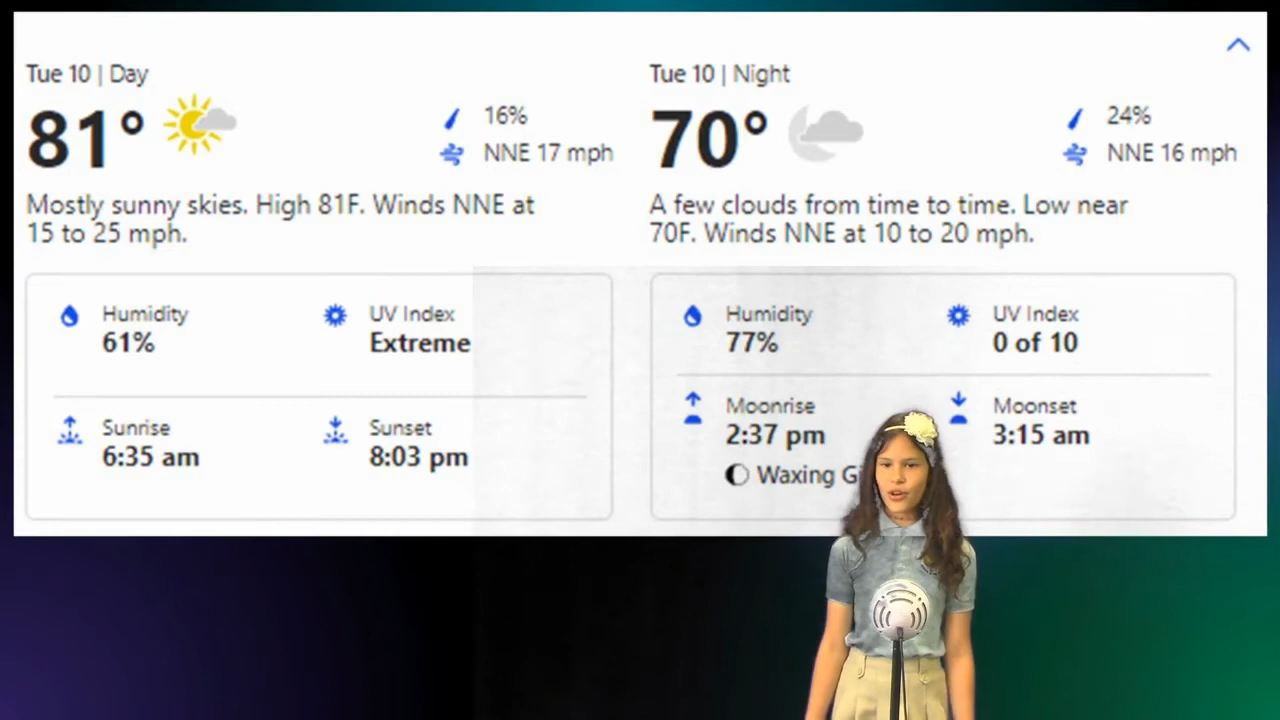 Tue 10 | Day
81°
16%
NNE 17 mph
Mostly sunny skies. High 81F. Winds NNE at
15 to 25 mph.
Humidity
61%
UV Index
Extreme
Sunrise
6:35 am
Sunset
8:03 pm
Tue 10 | Night
70°
24%
NNE 16 mph
A few clouds from time to time. Low near
70F. Winds NNE at 10 to 20 mph.
Humidity
77%
UV Index
0 of 10
Moonrise
2:37 pm
Waxing
Moonset
3:15 am